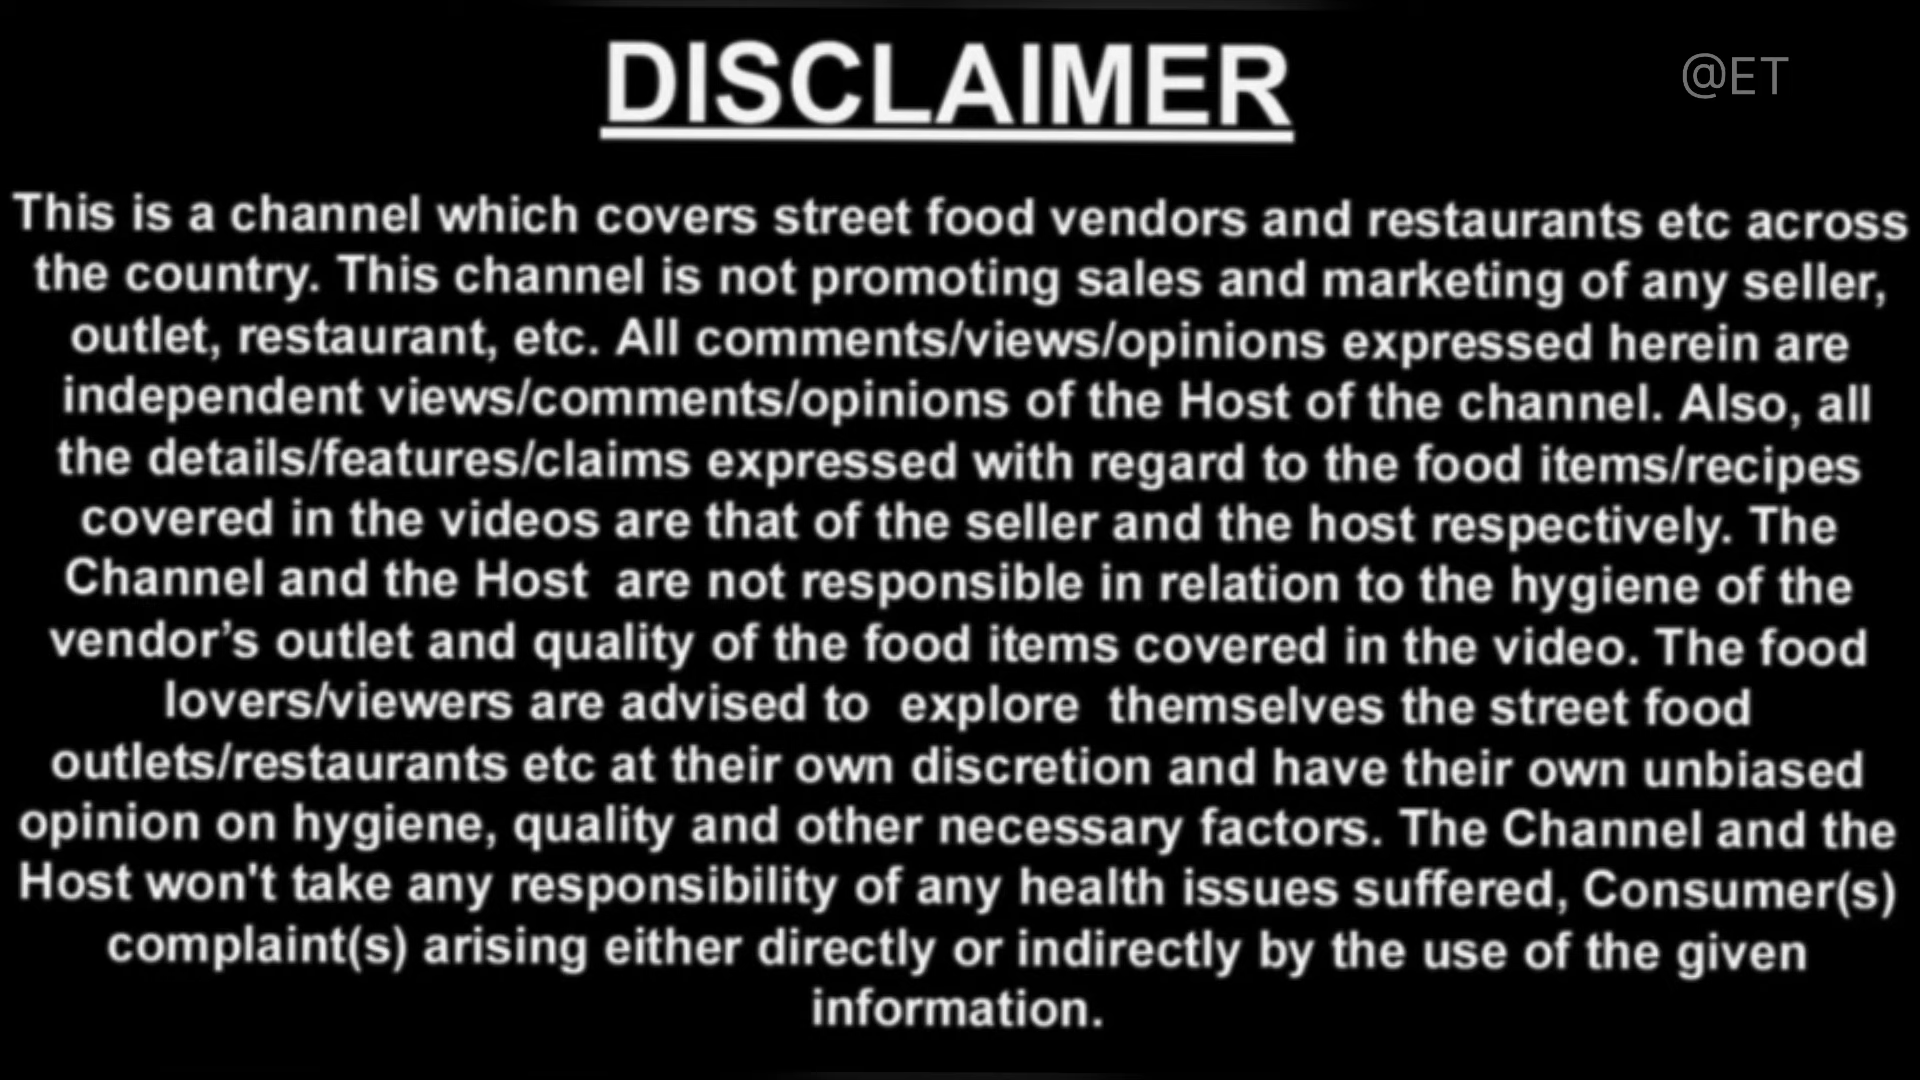 DISCLAIMER
@ET
This is a channel which covers street food vendors and restaurants etc across
the country. This channel is not promoting sales and marketing of any seller,
outlet, restaurant, etc. All comments/views/opinions expressed herein are
independent views/comments/opinions of the Host of the channel. Also, all
the details/features/claims expressed with regard to the food items/recipes
covered in the videos are that of the seller and the host respectively. The
Channel and the Host  are not responsible in relation to the hygiene of the
vendor’s outlet and quality of the food items covered in the video. The food
lovers/viewers are advised to  explore  themselves the street food
outlets/restaurants etc at their own discretion and have their own unbiased
opinion on hygiene, quality and other necessary factors. The Channel and the
Host won't take any responsibility of any health issues suffered, Consumer(s)
complaint(s) arising either directly or indirectly by the use of the given
information.